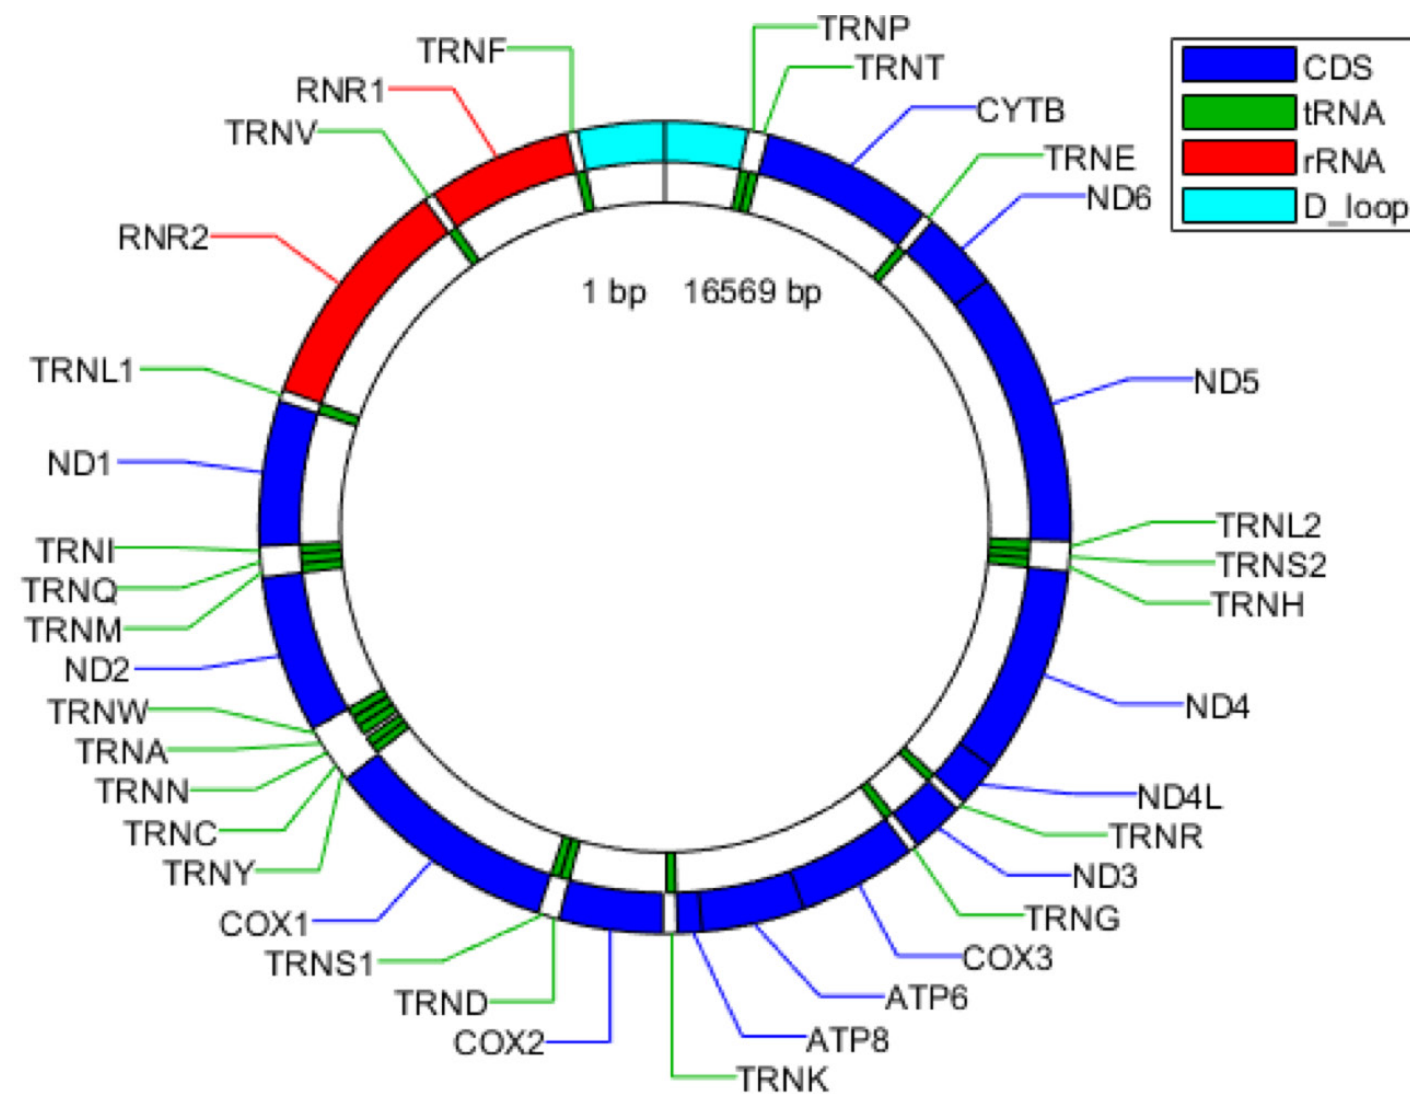 TRNP
TRNF
TRNT
CDS
RNR1
CYTB
tRNA
TRNV
TRNE
rRNA
ND6
D_loop
RNR2
1 bp 16569 bp
TRNL1
ND5
ND1
TRNL2
TRNI
TRNS2
TRNQ
TRNH
TRNM
ND2
ND4
TRNW
TRNA
TRNN
ND4L
TRNC
TRNR
TRNY
ND3
COX1
TRNG
TRNS1
COX3
TRND
ATP6
COX2
ATP8
TRNK